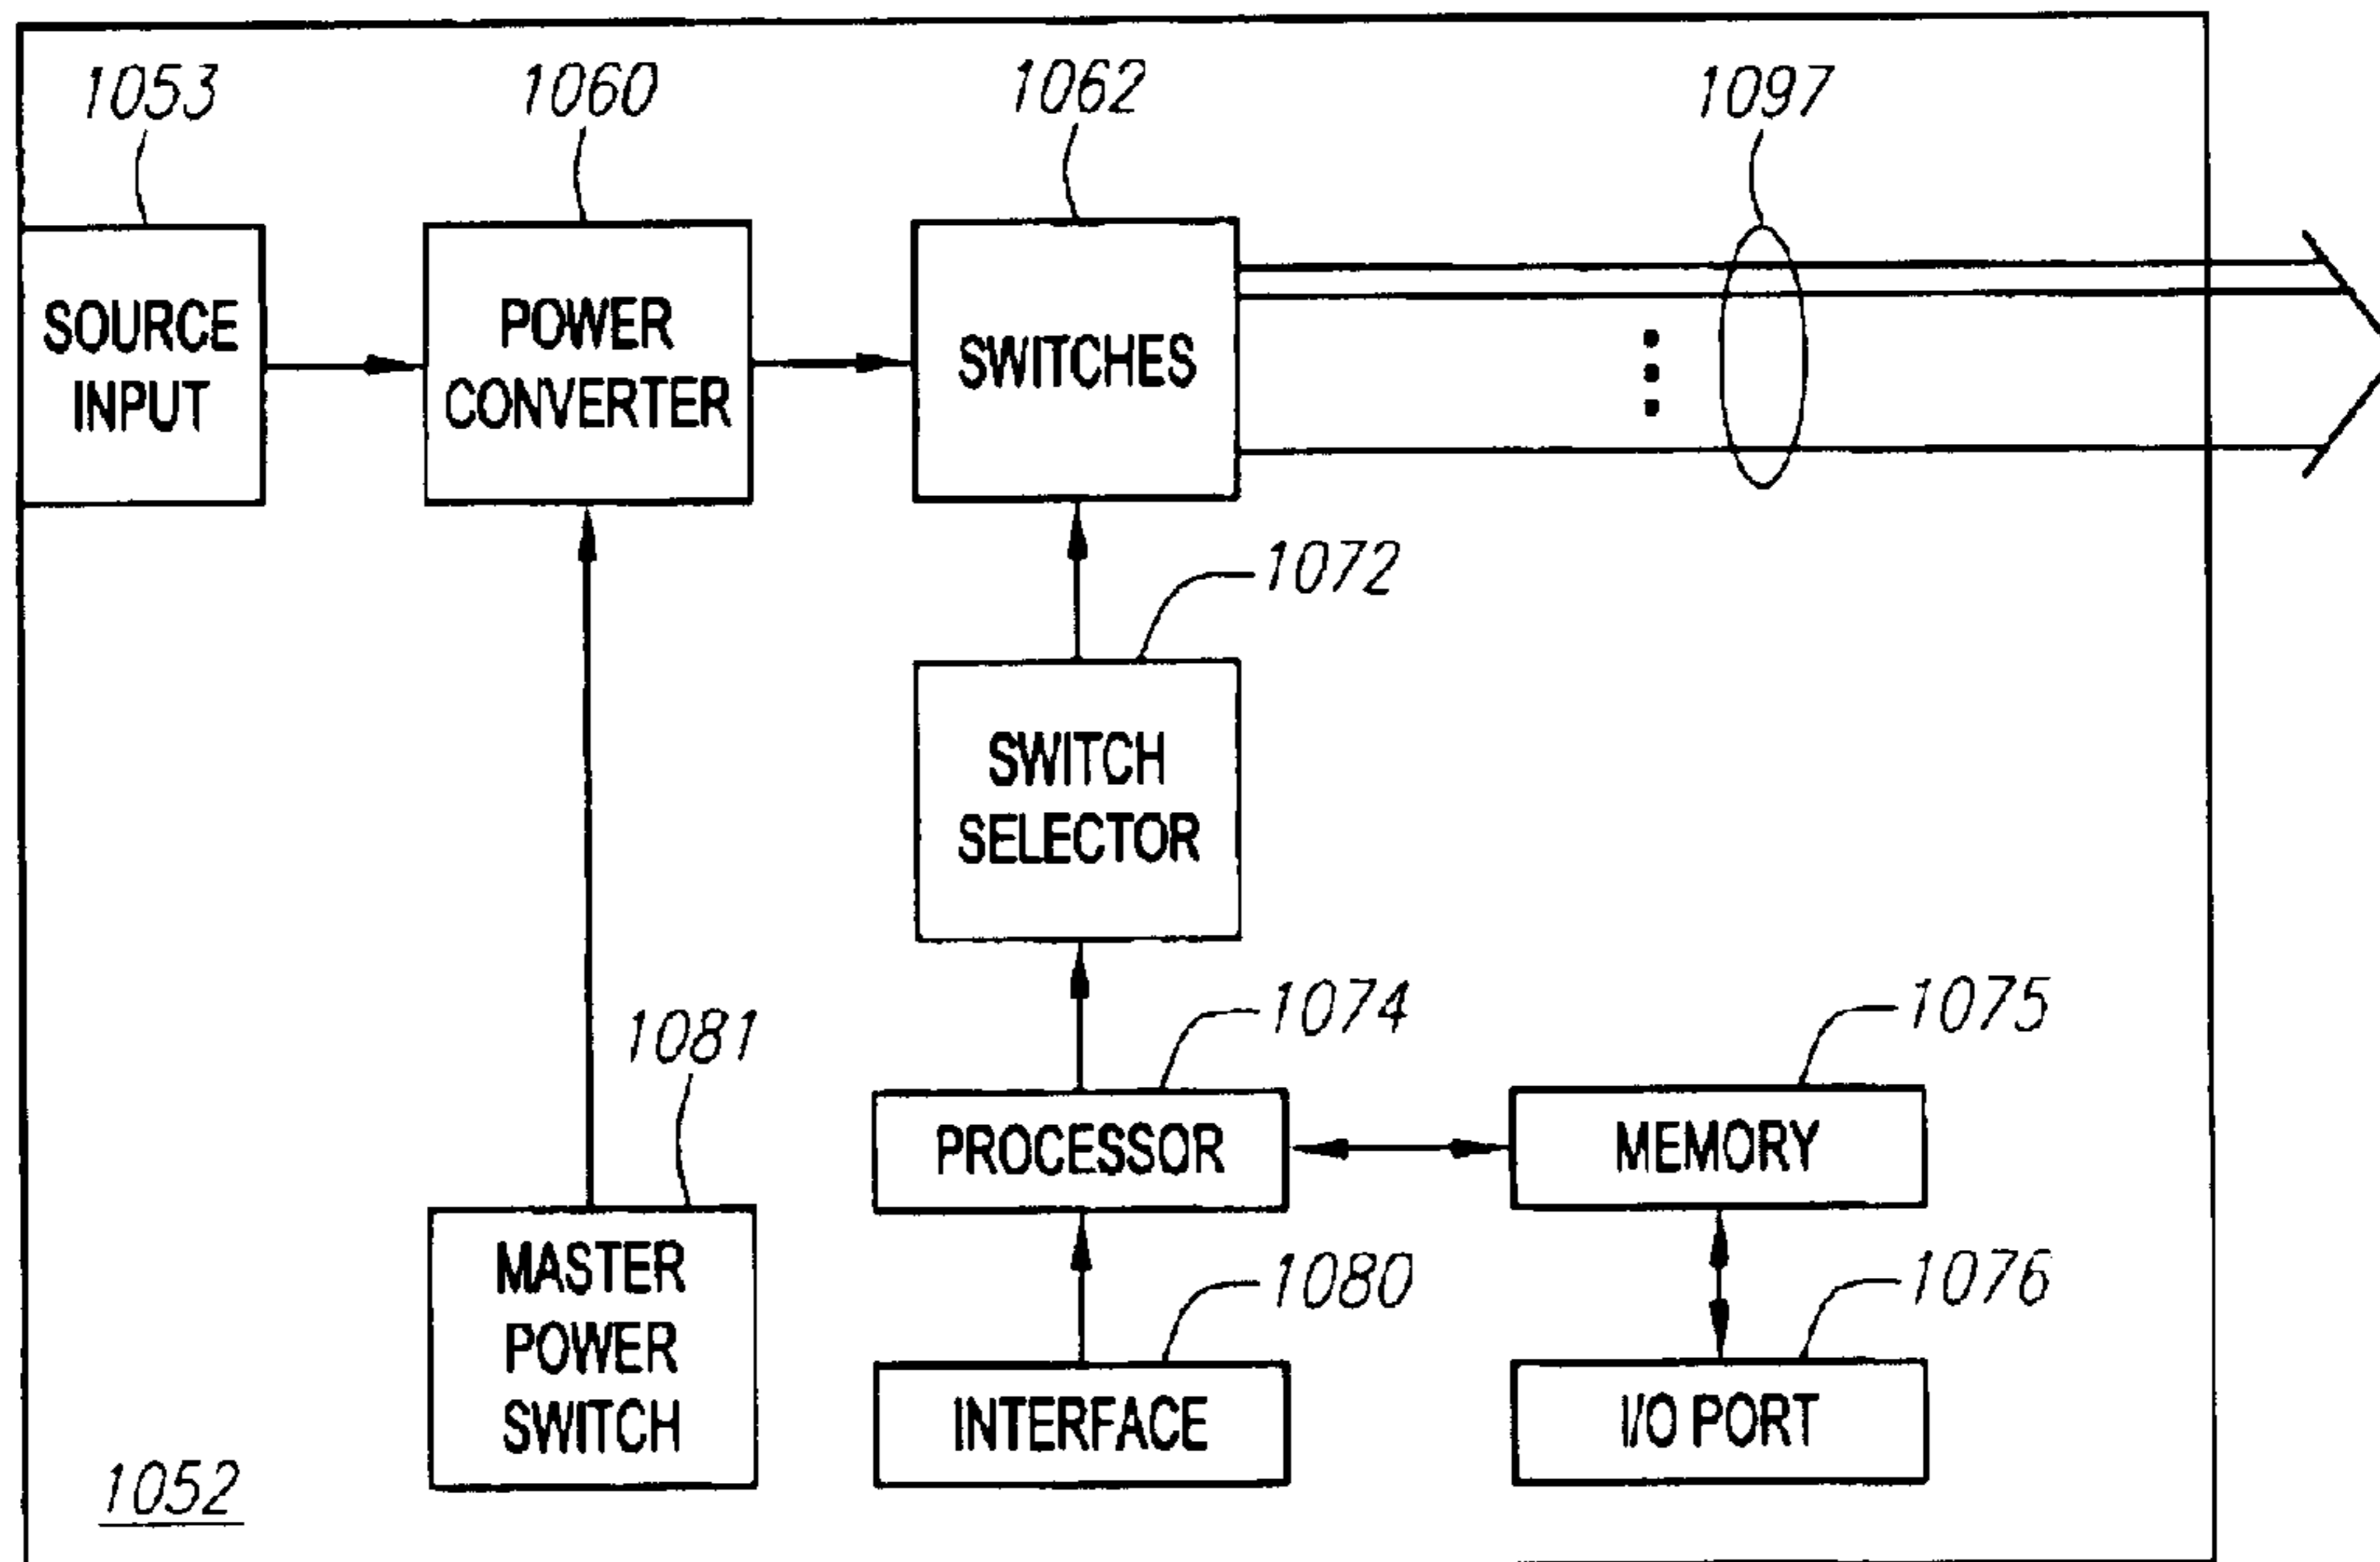 1053
1060
1062
1097
SOURCE
INPUT
POWER
CONVERTER
SWITCHES
1072
SWITCH
SELECTOR
1081
1074
1075
PROCESSOR
MEMORY
MASTER
POWER
SWITCH
1080
1076
INTERFACE
I/O PORT
1052